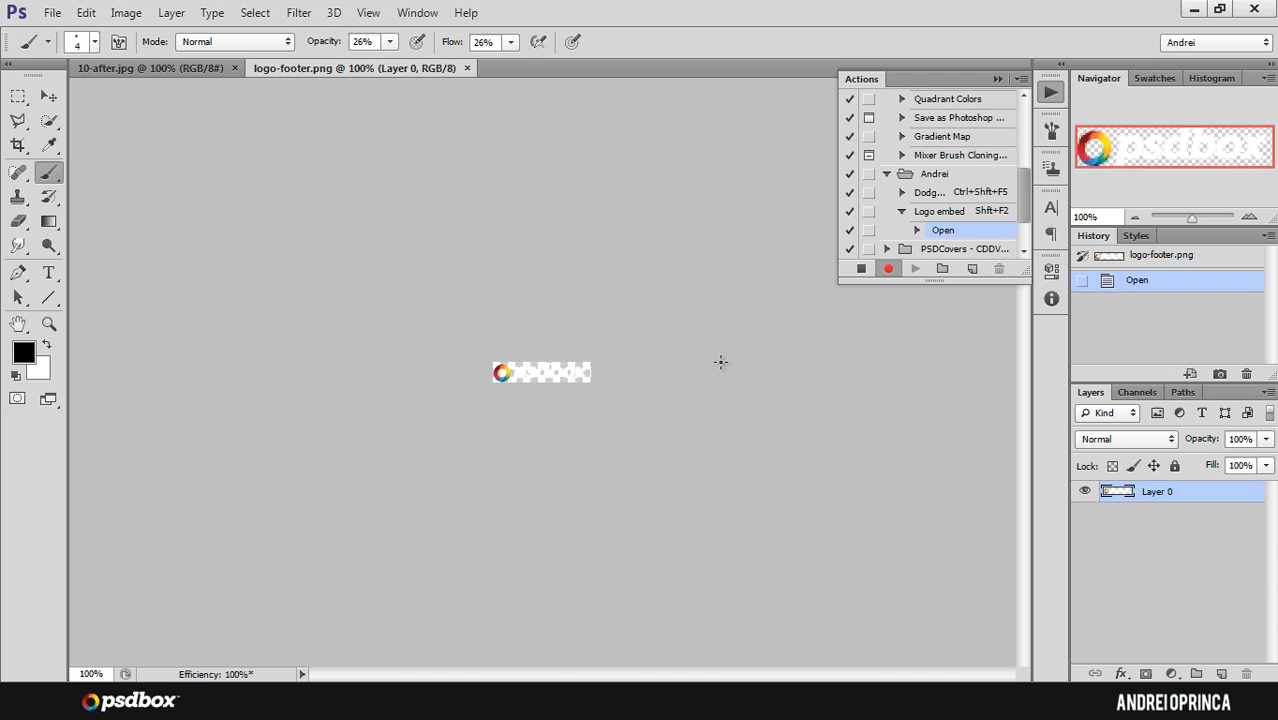 Ps File Edit Image Layer Type Select Filter 3D View Window Help
4 Mode: Normal Opacity: 26% Flow: 26% Andrei
10-after.jpg @ 100% (RGB/8#) × logo-footer.png @ 100% (Layer 0, RGB/8) ×
Actions
Quadrant Colors
Save as Photoshop ...
Gradient Map
Mixer Brush Cloning...
Andrei
Dodg... Ctrl+Shft+F5
Logo embed Shft+F2
Open
PSDCovers - CDDV...
Navigator Swatches Histogram
psdbox
100%
History Styles
logo-footer.png
Open
Layers Channels Paths
Kind
Normal Opacity: 100%
Lock: Fill: 100%
Layer 0
psdbox
100% Efficiency: 100%*
psdbox
ANDREI OPRINCA